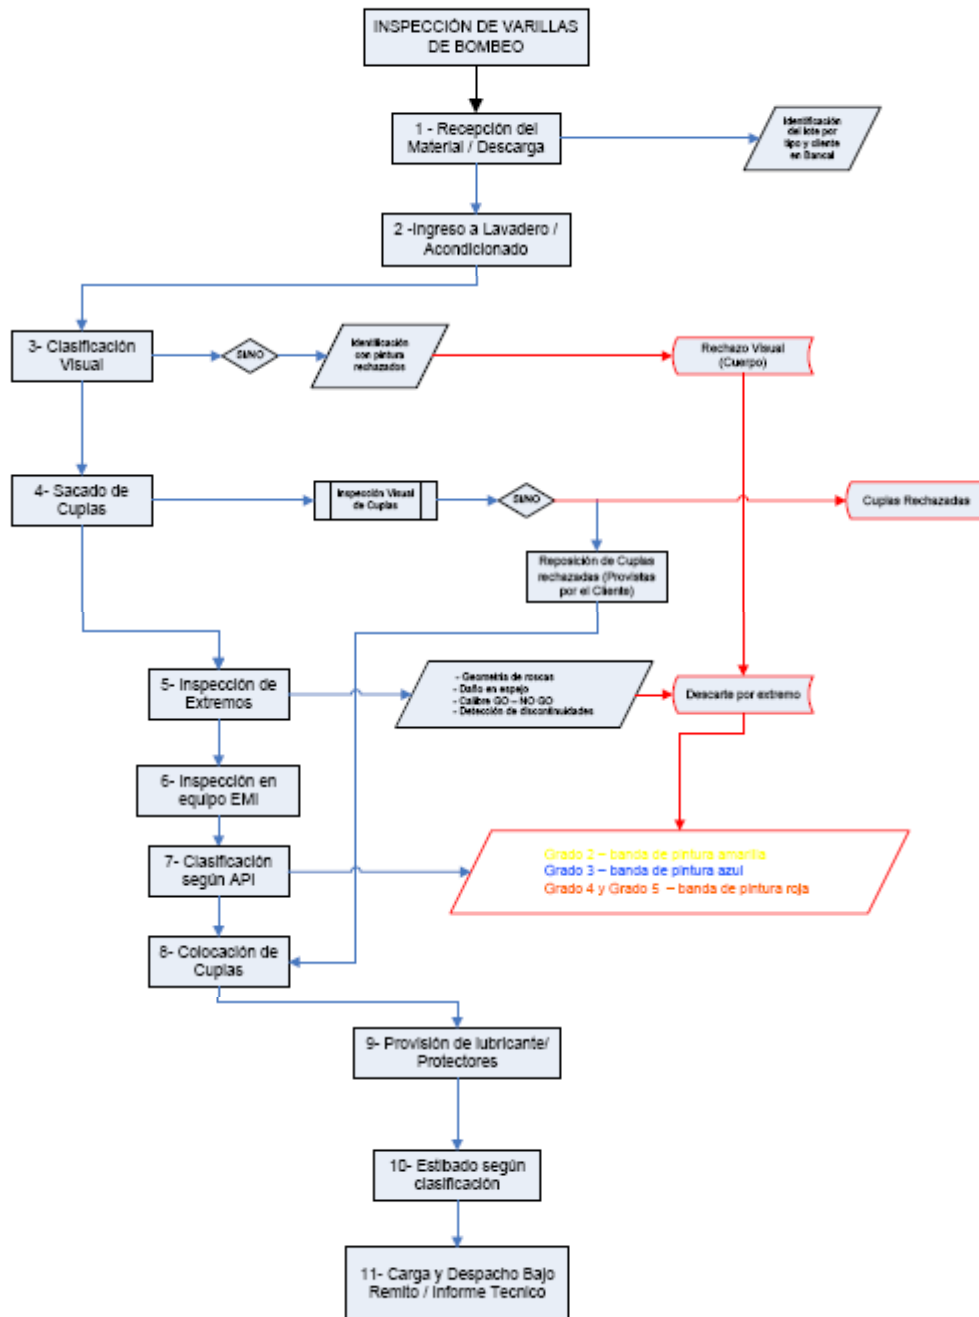 INSPECCIÓN DE VARILLAS
DE BOMBEO
1 - Recepción del
Material / Descarga
Identificación
del lote por
tipo y cliente
en Bancal
2 -Ingreso a Lavadero /
Acondicionado
3- Clasificación
Visual
SI/NO
Identificación
con pintura
rechazados
Rechazo Visual
(Cuerpo)
4- Sacado de
Cuplas
Inspección Visual
de Cuplas
SI/NO
Cuplas Rechazadas
Reposición de Cuplas
rechazadas (Provistas
por el Cliente)
5- Inspección de
Extremos
- Geometría de roscas
- Daño en espejo
- Calibre GO – NO GO
- Detección de discontinuidades
Descarte por extremo
6- Inspección en
equipo EMI
7- Clasificación
según API
Grado 2 – banda de pintura amarilla
Grado 3 – banda de pintura azul
Grado 4 y Grado 5 – banda de pintura roja
8- Colocación de
Cuplas
9- Provisión de lubricante/
Protectores
10- Estibado según
clasificación
11- Carga y Despacho Bajo
Remito / Informe Tecnico